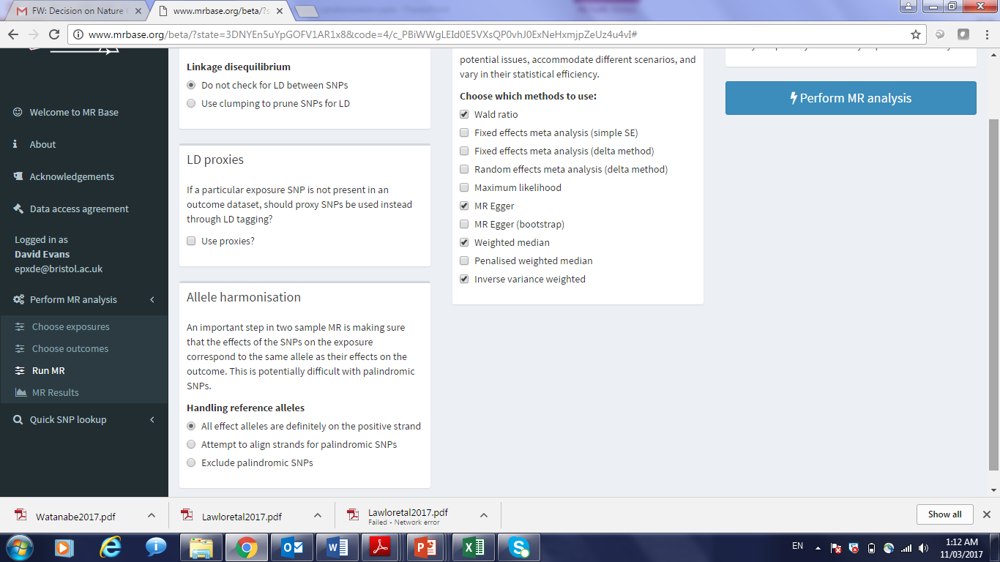 FW: Decision on Nature
www.mrbase.org/beta/?s
www.mrbase.org/beta/?state=3DNYEn5uYpGOFV1AR1x8&code=4/c_PBiWWgLEId0E5VXsQP0vhJ0ExNeHxmjpZeUz4u4vI#
Welcome to MR Base
About
Acknowledgements
Data access agreement
Logged in as
David Evans
epxde@bristol.ac.uk
Perform MR analysis
Choose exposures
Choose outcomes
Run MR
MR Results
Quick SNP lookup
Linkage disequilibrium
Do not check for LD between SNPs
Use clumping to prune SNPs for LD
LD proxies
If a particular exposure SNP is not present in an
outcome dataset, should proxy SNPs be used instead
through LD tagging?
Use proxies?
Allele harmonisation
An important step in two sample MR is making sure
that the effects of the SNPs on the exposure
correspond to the same allele as their effects on the
outcome. This is potentially difficult with palindromic
SNPs.
Handling reference alleles
All effect alleles are definitely on the positive strand
Attempt to align strands for palindromic SNPs
Exclude palindromic SNPs
potential issues, accommodate different scenarios, and
vary in their statistical efficiency.
Choose which methods to use:
Wald ratio
Fixed effects meta analysis (simple SE)
Fixed effects meta analysis (delta method)
Random effects meta analysis (delta method)
Maximum likelihood
MR Egger
MR Egger (bootstrap)
Weighted median
Penalised weighted median
Inverse variance weighted
Perform MR analysis
Watanabe2017.pdf
Lawloretal2017.pdf
Lawloretal2017.pdf
Failed - Network error
Show all
EN
1:12 AM
11/03/2017